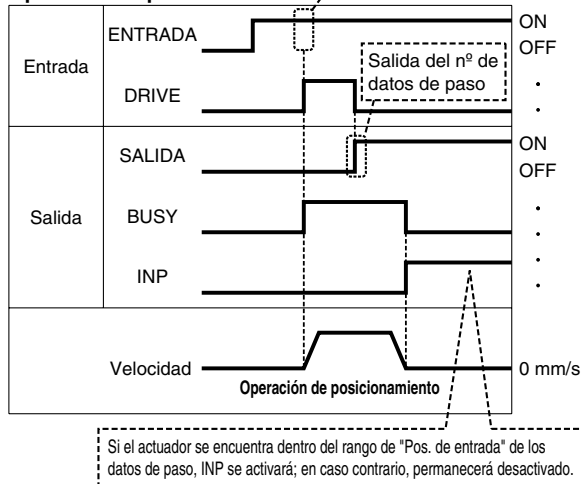 ENTRADA
ON
OFF
Entrada
Salida del nº de
datos de paso
DRIVE
SALIDA
ON
OFF
Salida
BUSY
INP
Velocidad
0 mm/s
Operación de posicionamiento
Si el actuador se encuentra dentro del rango de "Pos. de entrada" de los
datos de paso, INP se activará; en caso contrario, permanecerá desactivado.